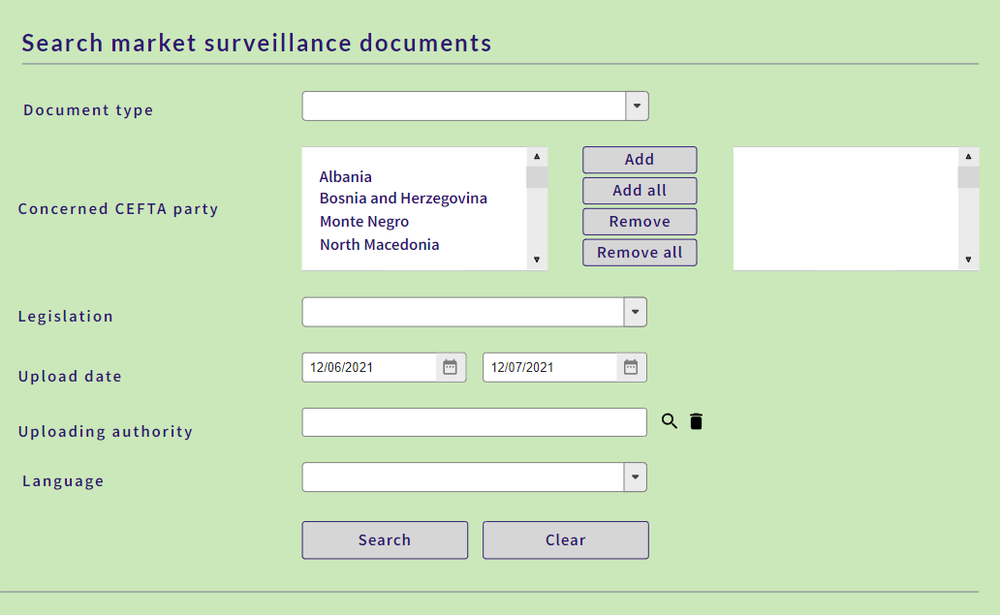 Search market surveillance documents
Document type
Concerned CEFTA party
Albania
Bosnia and Herzegovina
Monte Negro
North Macedonia
Add
Add all
Remove
Remove all
Legislation
Upload date
12/06/2021
12/07/2021
Uploading authority
Language
Search
Clear